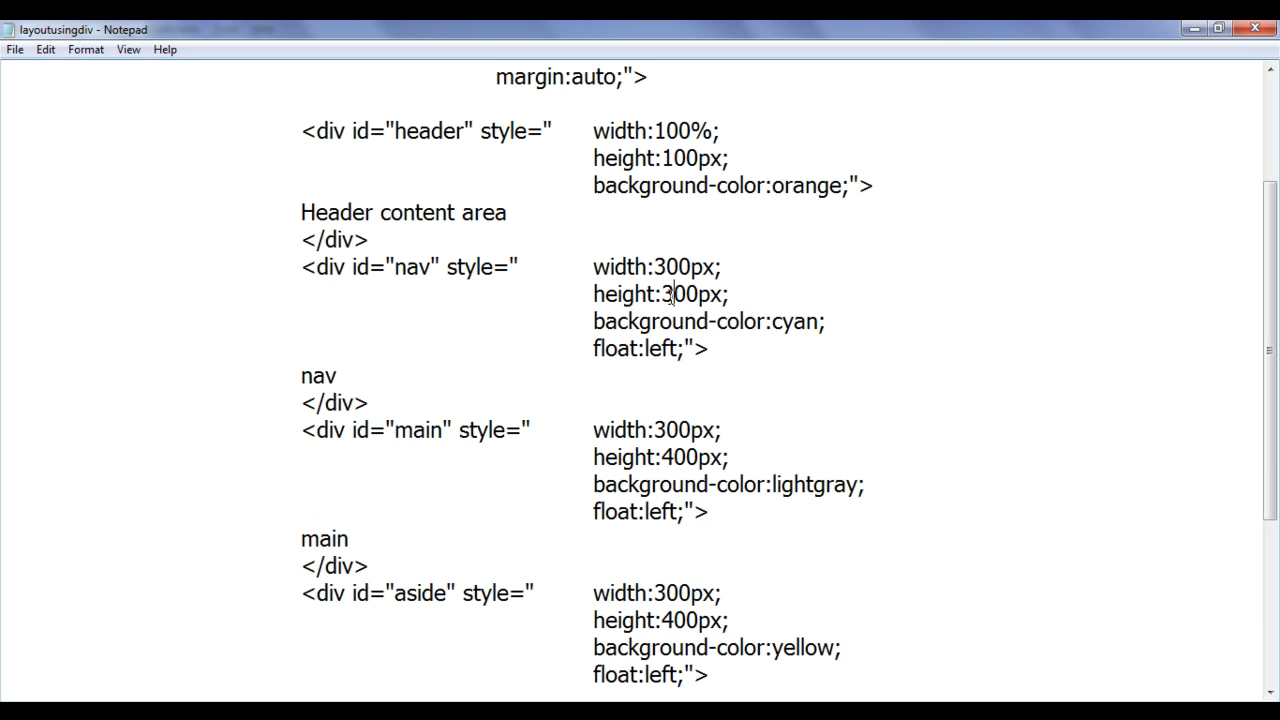 layoutusingdiv - Notepad
File Edit Format View Help
margin:auto;">
<div id="header" style=" width:100%;
height:100px;
background-color:orange;">
Header content area
</div>
<div id="nav" style=" width:300px;
height:300px;
background-color:cyan;
float:left;">
nav
</div>
<div id="main" style=" width:300px;
height:400px;
background-color:lightgray;
float:left;">
main
</div>
<div id="aside" style=" width:300px;
height:400px;
background-color:yellow;
float:left;">